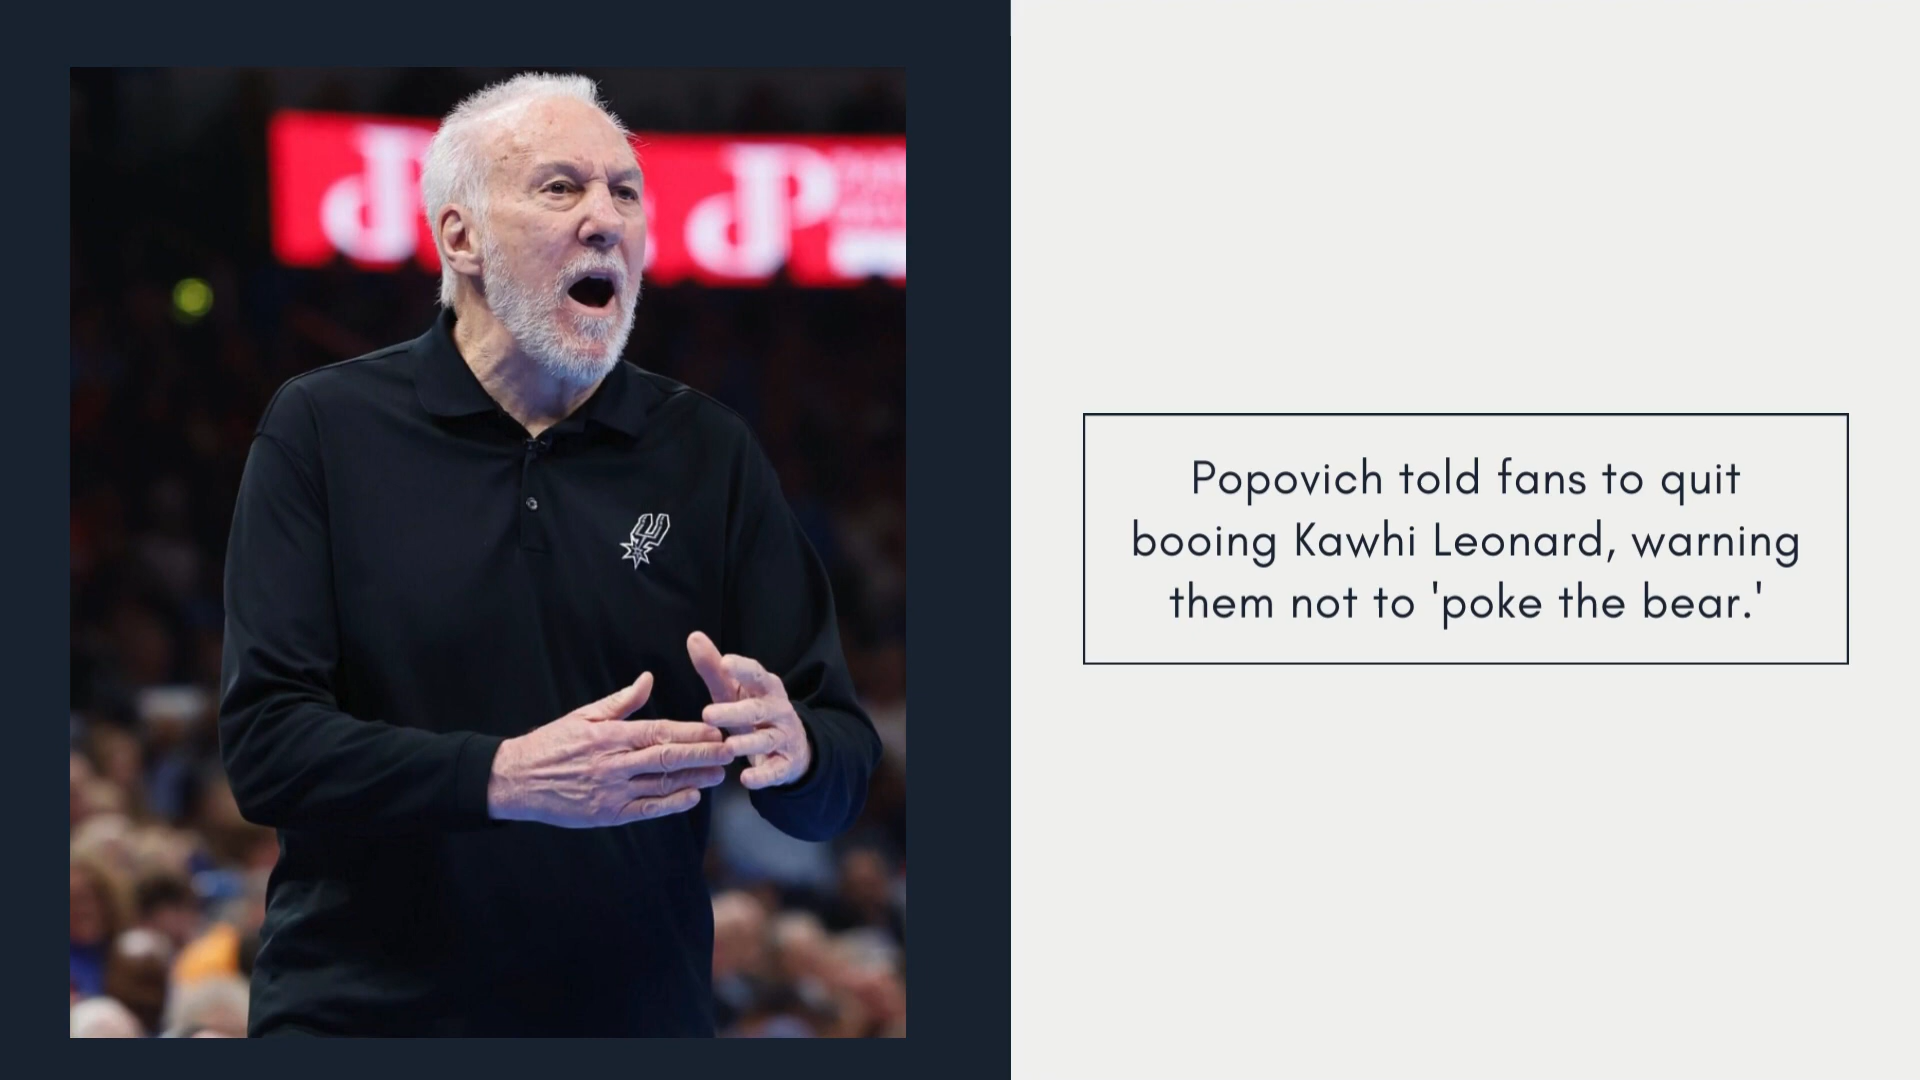 Popovich told fans to quit
booing Kawhi Leonard, warning
them not to 'poke the bear.'